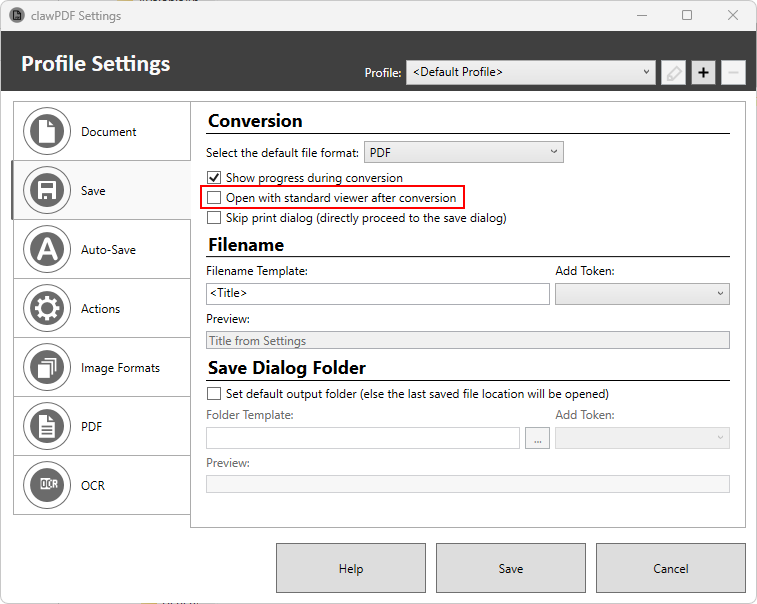 clawPDF Settings
Profile Settings
Profile: <Default Profile>
Document
Save
Auto-Save
Actions
Image Formats
PDF
OCR
OCR
Conversion
Select the default file format: PDF
Show progress during conversion
Open with standard viewer after conversion
Skip print dialog (directly proceed to the save dialog)
Filename
Filename Template: Add Token:
<Title>
Preview:
Title from Settings
Save Dialog Folder
Set default output folder (else the last saved file location will be opened)
Folder Template: Add Token:
...
Preview:
Help Save Cancel